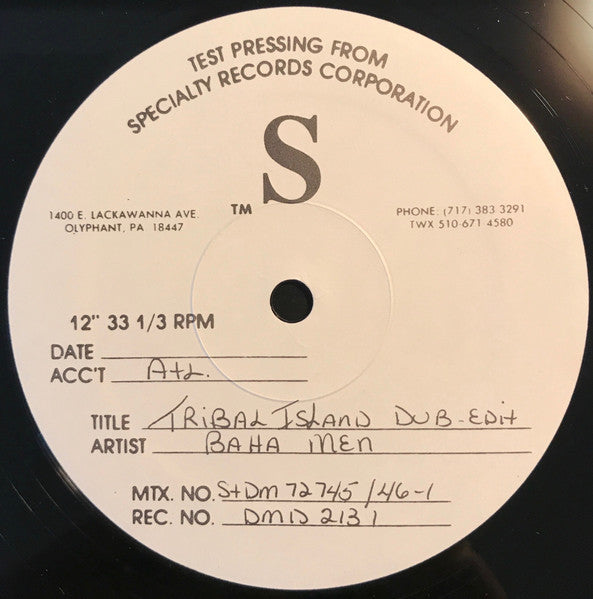 TEST PRESSING FROM
SPECIALTY RECORDS CORPORATION
S
TM
1400 E. LACKAWANNA AVE.
OLYPHANT, PA 18447
PHONE: (717) 383 3291
TWX 510-671-4580
12" 33 1/3 RPM
DATE
ACC'T Atl.
TITLE TRIBAL ISLAND DUB-EDIT
ARTIST BAHA MEN
MTX. NO. StDm 72745/46-1
REC. NO. DMD 2131